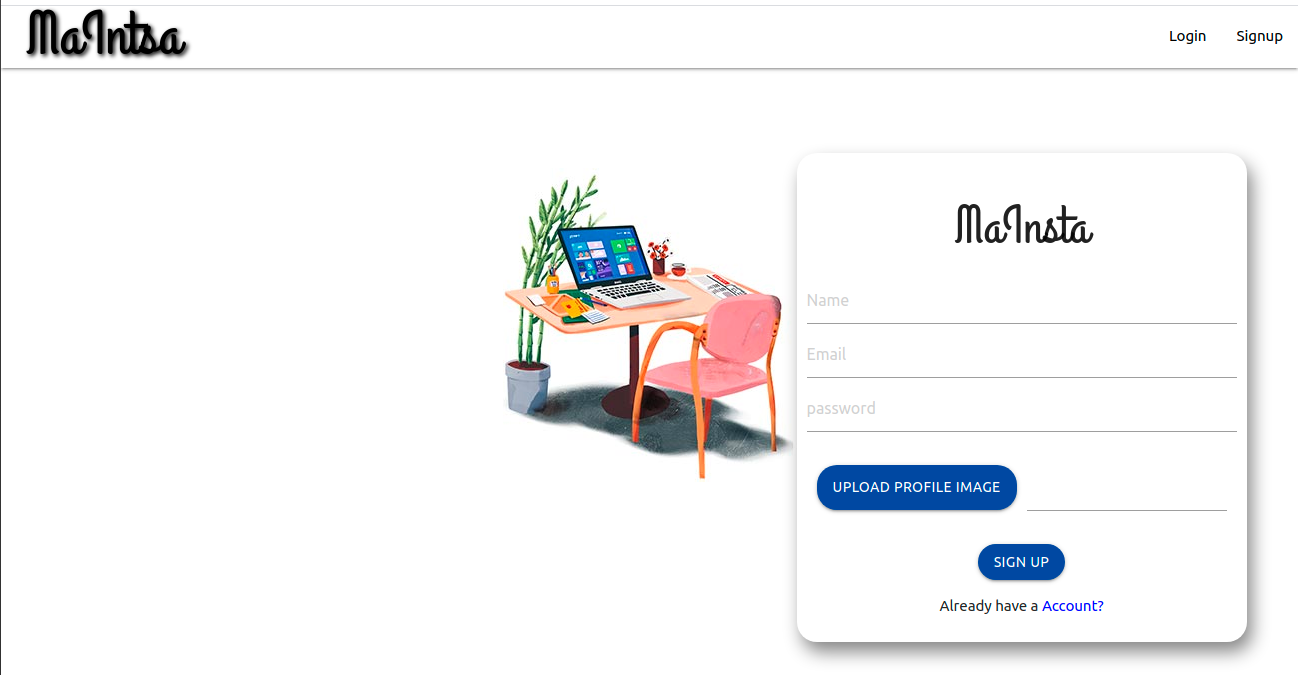 MaIntsa
Login Signup
MaInsta
Name
Email
password
UPLOAD PROFILE IMAGE
SIGN UP
Already have a Account?